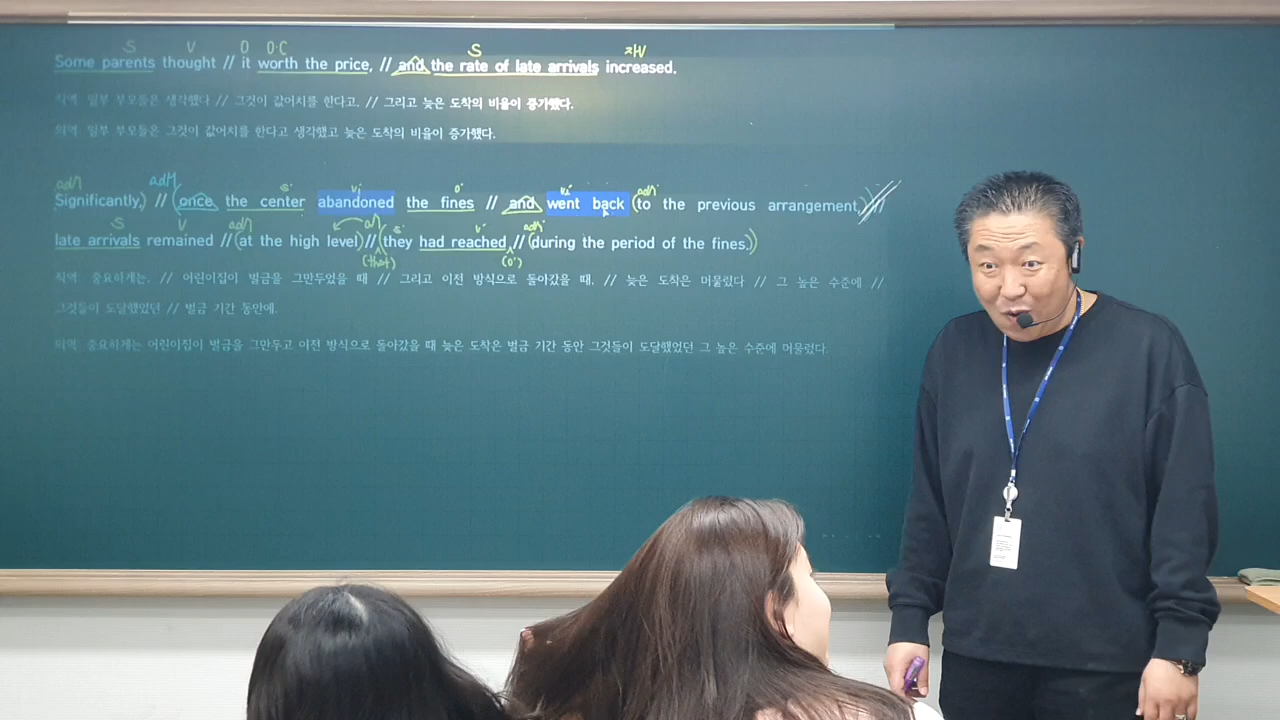 S V O O·C S 자V
Some parents thought // it worth the price, // and the rate of late arrivals increased.
직역: 일부 부모들은 생각했다 // 그것이 값어치를 한다고, // 그리고 늦은 도착의 비율이 증가했다.
의역: 일부 부모들은 그것이 값어치를 한다고 생각했고 늦은 도착의 비율이 증가했다.
adM adM s' vi o' vi adM
Significantly,) // (once the center abandoned the fines // and went back (to the previous arrangement,) //
S V adM s' v' adM
late arrivals remained // (at the high level) // (they had reached // (during the period of the fines.))
(that) (o')
직역: 중요하게는, // 어린이집이 벌금을 그만두었을 때 // 그리고 이전 방식으로 돌아갔을 때, // 늦은 도착은 머물렀다 // 그 높은 수준에 //
그것들이 도달했었던 // 벌금 기간 동안에.
의역: 중요하게는 어린이집이 벌금을 그만두고 이전 방식으로 돌아갔을 때 늦은 도착은 벌금 기간 동안 그것들이 도달했었던 그 높은 수준에 머물렀다.